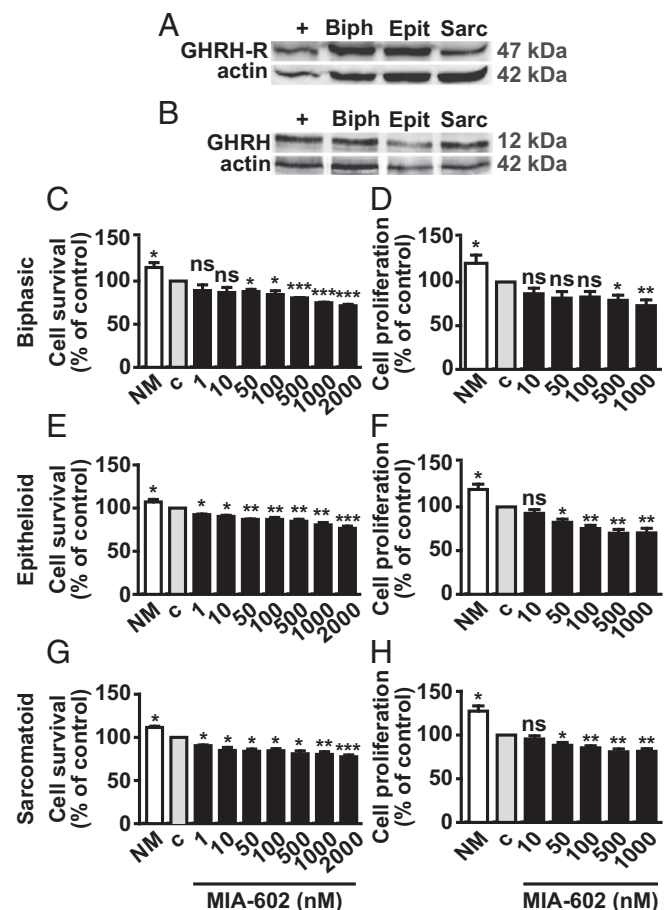 A
+ Biph Epit Sarc
GHRH-R 47 kDa
actin 42 kDa
B
+ Biph Epit Sarc
GHRH 12 kDa
actin 42 kDa
C
Biphasic
Cell survival
(% of control)
150
100
50
0
* ns ns * * *** *** ***
NM c 1 10 50 100 500 1000 2000
D
Cell proliferation
(% of control)
150
100
50
0
* ns ns ns * **
NM c 10 50 100 500 1000
E
Epithelioid
Cell survival
(% of control)
150
100
50
0
* * * ** ** ** ** ***
NM c 1 10 50 100 500 1000 2000
F
Cell proliferation
(% of control)
150
100
50
0
* ns * ** ** **
NM c 10 50 100 500 1000
G
Sarcomatoid
Cell survival
(% of control)
150
100
50
0
* * * * * * ** ***
NM c 1 10 50 100 500 1000 2000
MIA-602 (nM)
H
Cell proliferation
(% of control)
150
100
50
0
* ns * ** ** **
NM c 10 50 100 500 1000
MIA-602 (nM)